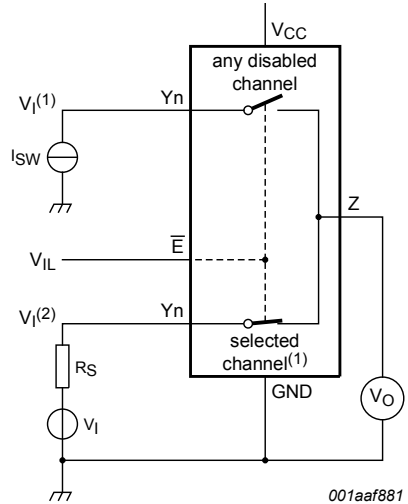 VCC
any disabled
channel
VI(1)
Yn
ISW
Z
E
VIL
VI(2)
Yn
selected
channel(1)
RS
GND
VO
VI
001aaf881